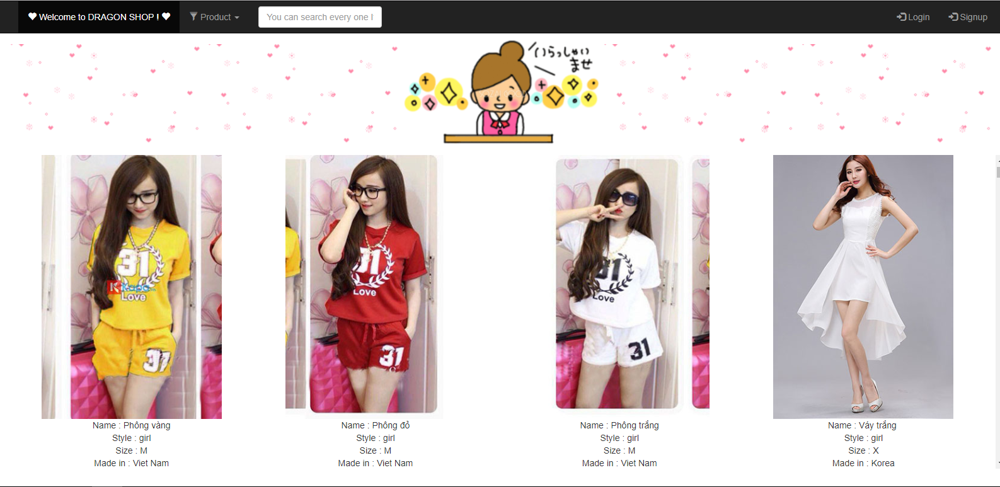 Welcome to DRAGON SHOP !
Product
You can search every one I
Login
Signup
いらっしゃい
ませ
31
Love
Kapa.vn
31
31
Love
31
31
Love
31
Name : Phông vàng
Style : girl
Size : M
Made in : Viet Nam
Name : Phông đỏ
Style : girl
Size : M
Made in : Viet Nam
Name : Phông trắng
Style : girl
Size : M
Made in : Viet Nam
Name : Váy trắng
Style : girl
Size : X
Made in : Korea